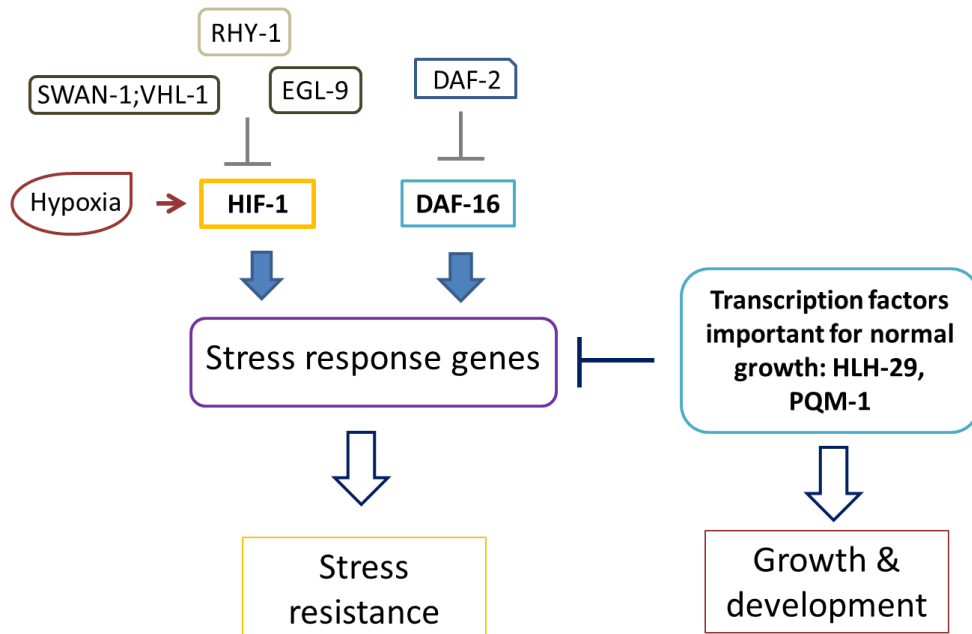 RHY-1
SWAN-1;VHL-1
EGL-9
DAF-2
Hypoxia
HIF-1
DAF-16
Stress response genes
Transcription factors
important for normal
growth: HLH-29,
PQM-1
Stress
resistance
Growth &
development